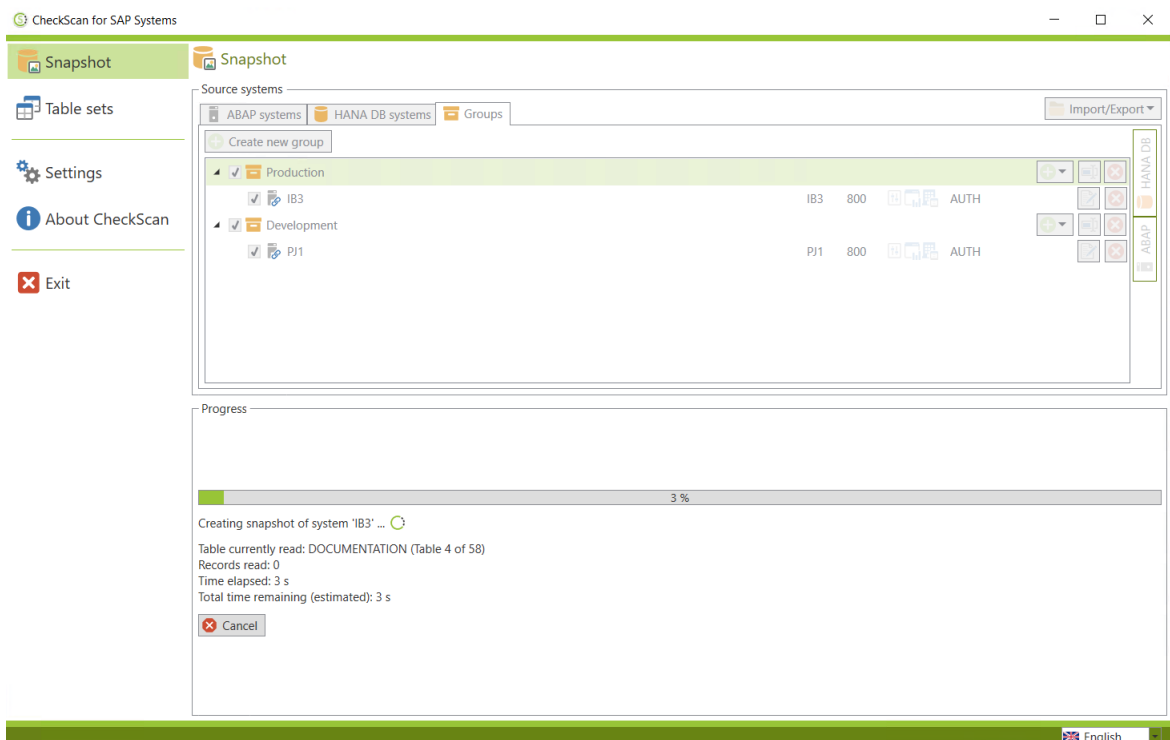 CheckScan for SAP Systems
Snapshot
Table sets
Settings
About CheckScan
Exit
Snapshot
Source systems
ABAP systems HANA DB systems Groups
Import/Export
Create new group
Production
IB3 IB3 800 AUTH
Development
PJ1 PJ1 800 AUTH
HANA DB
ABAP
Progress
3 %
Creating snapshot of system 'IB3' ...
Table currently read: DOCUMENTATION (Table 4 of 58)
Records read: 0
Time elapsed: 3 s
Total time remaining (estimated): 3 s
Cancel
English